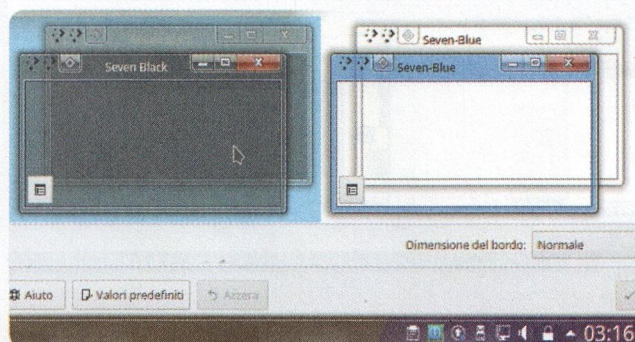 Seven-Blue
Seven Black
Seven-Blue
Dimensione del bordo: Normale
Aiuto
Valori predefiniti
Azzera
03:16